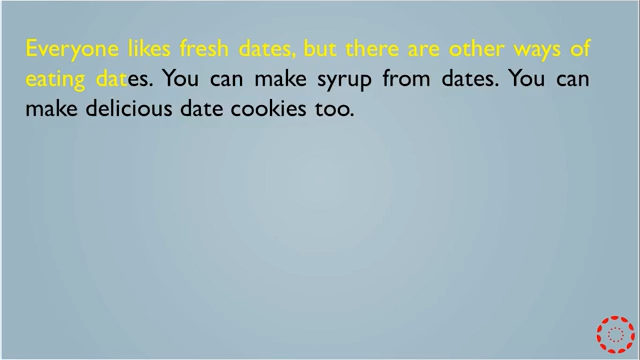 Everyone likes fresh dates, but there are other ways of
eating dates. You can make syrup from dates. You can
make delicious date cookies too.